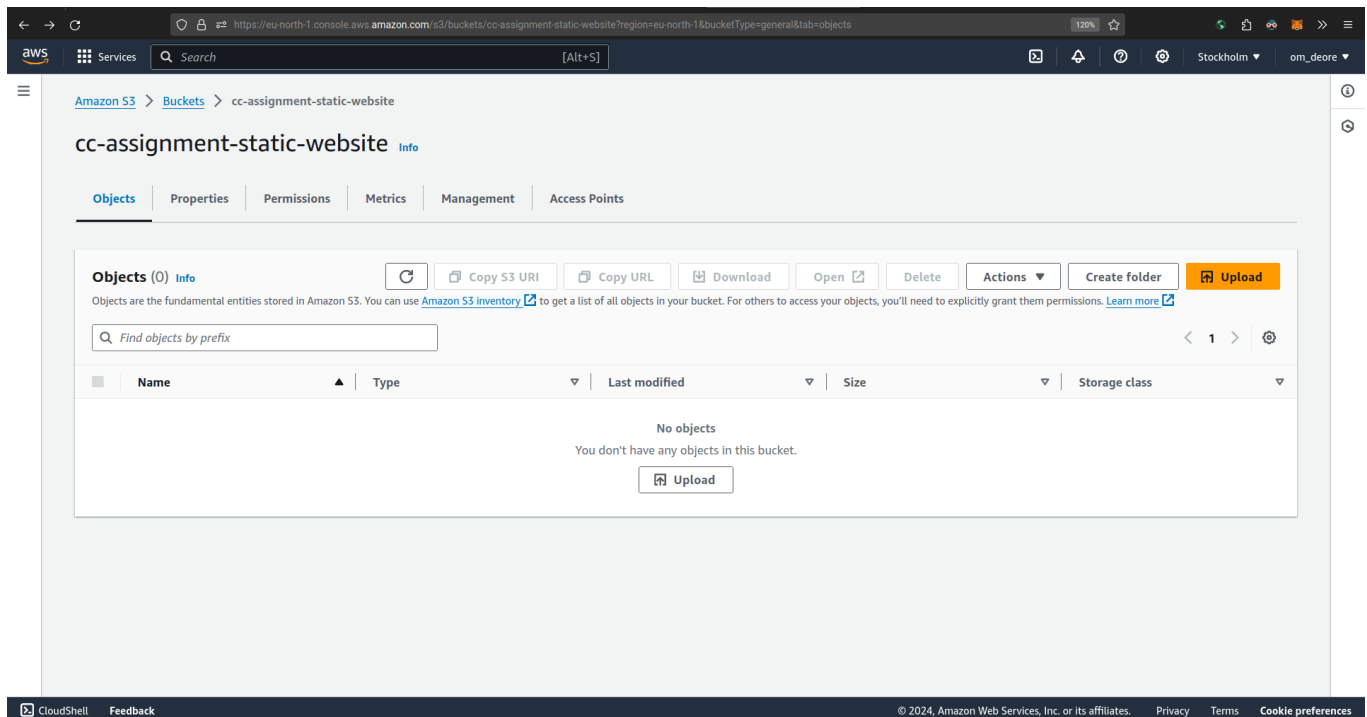 https://eu-north-1.console.aws.amazon.com/s3/buckets/cc-assignment-static-website?region=eu-north-1&bucketType=general&tab=objects 120%
aws Services Search [Alt+S] Stockholm om_deore
Amazon S3 Buckets cc-assignment-static-website
cc-assignment-static-website Info
Objects Properties Permissions Metrics Management Access Points
Objects (0) Info Copy S3 URI Copy URL Download Open Delete Actions Create folder Upload
Objects are the fundamental entities stored in Amazon S3. You can use Amazon S3 inventory to get a list of all objects in your bucket. For others to access your objects, you'll need to explicitly grant them permissions. Learn more
Find objects by prefix 1
Name Type Last modified Size Storage class
No objects
You don't have any objects in this bucket.
Upload
CloudShell Feedback © 2024, Amazon Web Services, Inc. or its affiliates. Privacy Terms Cookie preferences